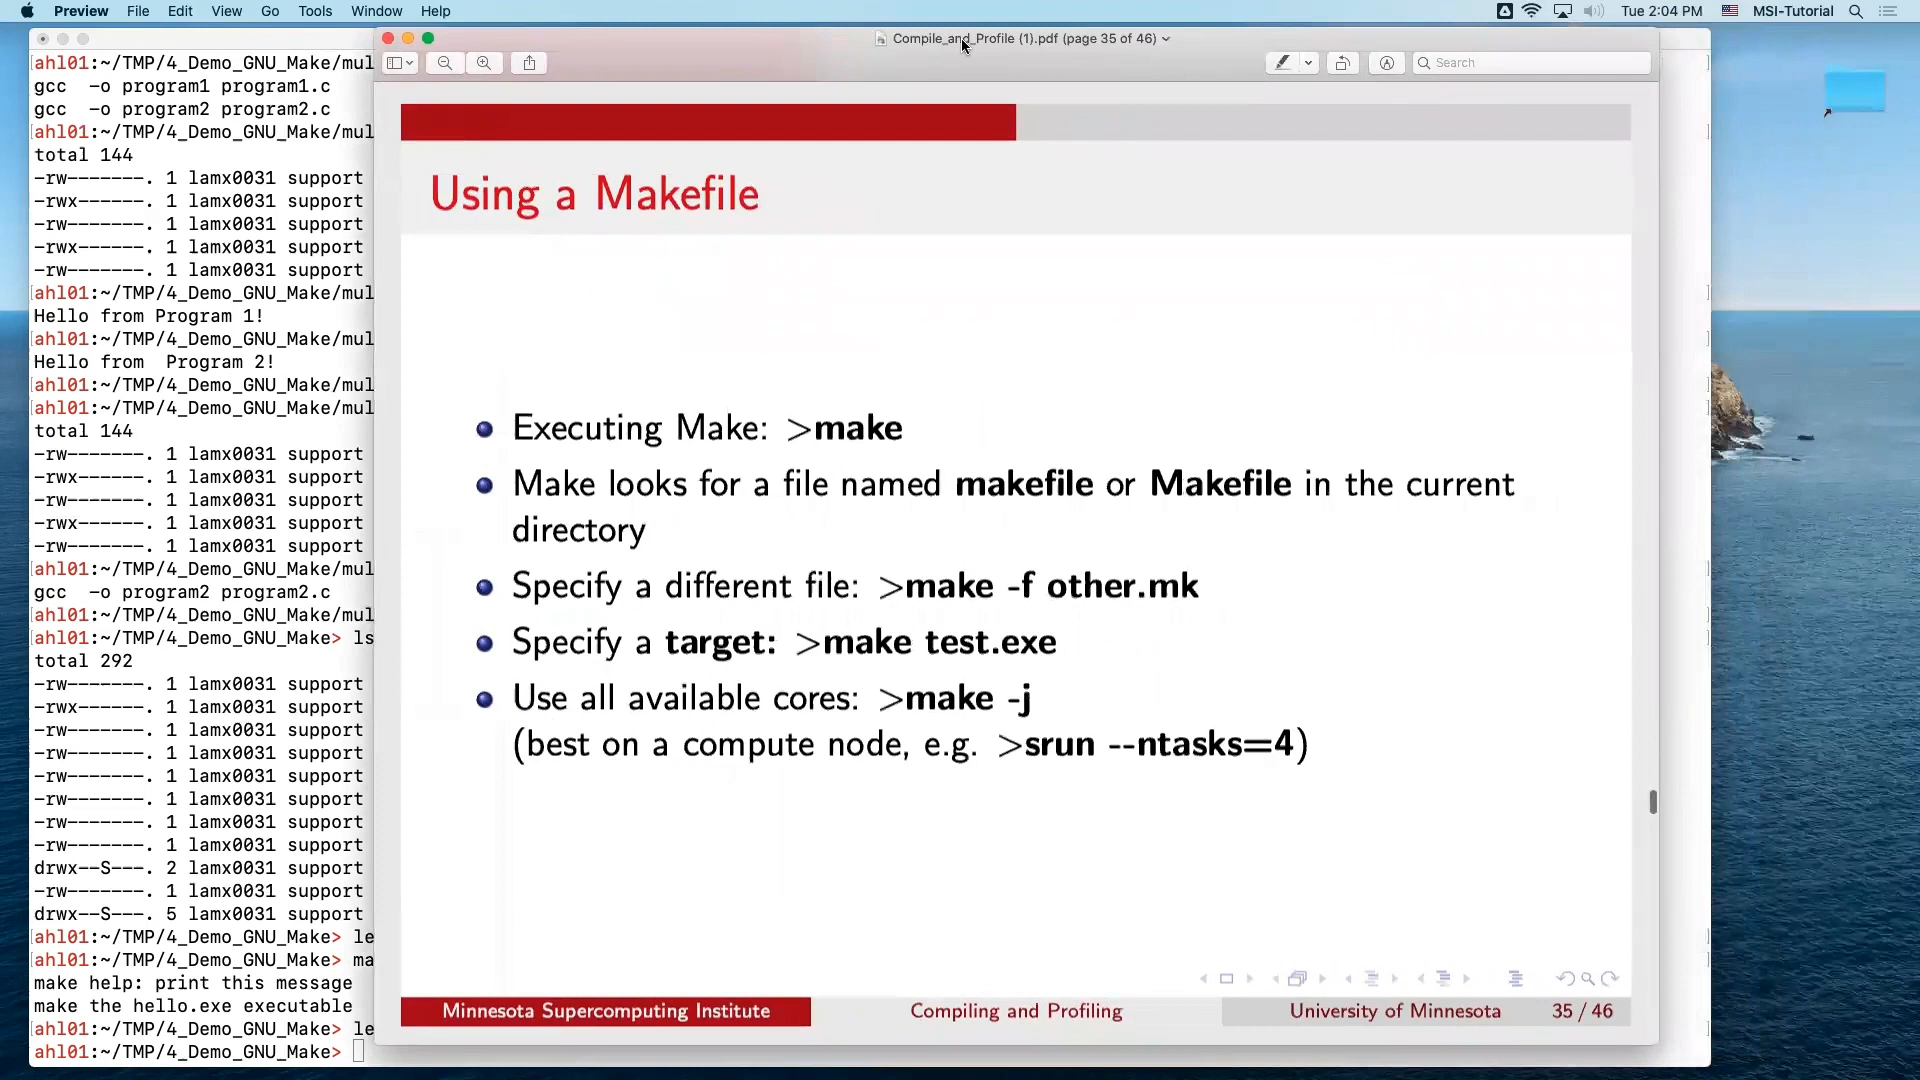 Preview File Edit View Go Tools Window Help
Tue 2:04 PM MSI-Tutorial
Compile_and_Profile (1).pdf (page 35 of 46)
Search
ahl01:~/TMP/4_Demo_GNU_Make/mul
gcc -o program1 program1.c
gcc -o program2 program2.c
ahl01:~/TMP/4_Demo_GNU_Make/mul
total 144
-rw-------. 1 lamx0031 support
-rwx------. 1 lamx0031 support
-rw-------. 1 lamx0031 support
-rwx------. 1 lamx0031 support
-rw-------. 1 lamx0031 support
ahl01:~/TMP/4_Demo_GNU_Make/mul
Hello from Program 1!
ahl01:~/TMP/4_Demo_GNU_Make/mul
Hello from  Program 2!
ahl01:~/TMP/4_Demo_GNU_Make/mul
ahl01:~/TMP/4_Demo_GNU_Make/mul
total 144
-rw-------. 1 lamx0031 support
-rwx------. 1 lamx0031 support
-rw-------. 1 lamx0031 support
-rwx------. 1 lamx0031 support
-rw-------. 1 lamx0031 support
ahl01:~/TMP/4_Demo_GNU_Make/mul
gcc -o program2 program2.c
ahl01:~/TMP/4_Demo_GNU_Make/mul
ahl01:~/TMP/4_Demo_GNU_Make> ls
total 292
-rw-------. 1 lamx0031 support
-rwx------. 1 lamx0031 support
-rw-------. 1 lamx0031 support
-rw-------. 1 lamx0031 support
-rw-------. 1 lamx0031 support
-rw-------. 1 lamx0031 support
-rw-------. 1 lamx0031 support
-rw-------. 1 lamx0031 support
drwx--S---. 2 lamx0031 support
-rw-------. 1 lamx0031 support
drwx--S---. 5 lamx0031 support
ahl01:~/TMP/4_Demo_GNU_Make> le
ahl01:~/TMP/4_Demo_GNU_Make> ma
make help: print this message
make the hello.exe executable
ahl01:~/TMP/4_Demo_GNU_Make> le
ahl01:~/TMP/4_Demo_GNU_Make>
Using a Makefile
Executing Make: >make
Make looks for a file named makefile or Makefile in the current
directory
Specify a different file: >make -f other.mk
Specify a target: >make test.exe
Use all available cores: >make -j
(best on a compute node, e.g. >srun --ntasks=4)
Minnesota Supercomputing Institute Compiling and Profiling University of Minnesota 35 / 46